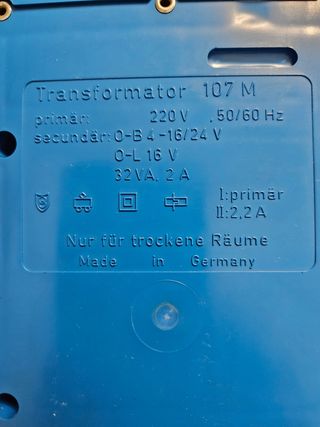 Transformator 107 M
primär: 220 V , 50/60 Hz
secundär: 0-B 4-16/24 V
0-L 16 V
32 VA. 2 A
I: primär
II: 2,2 A
Nur für trockene Räume
Made in Germany